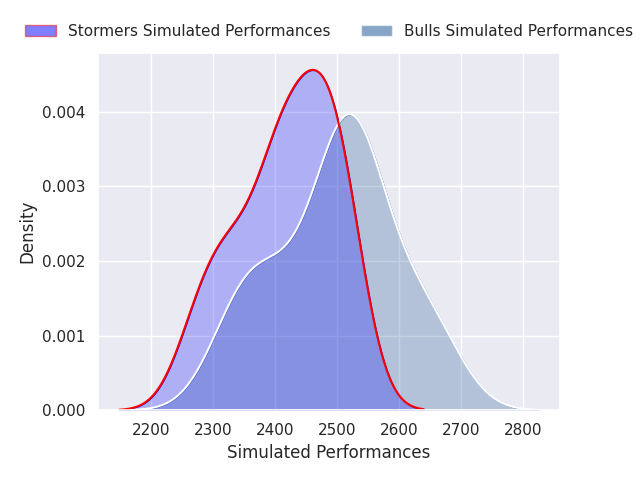 Stormers Simulated Performances Bulls Simulated Performances
0.004
0.003
0.002
0.001
0.000
Density
2200 2300 2400 2500 2600 2700 2800
Simulated Performances